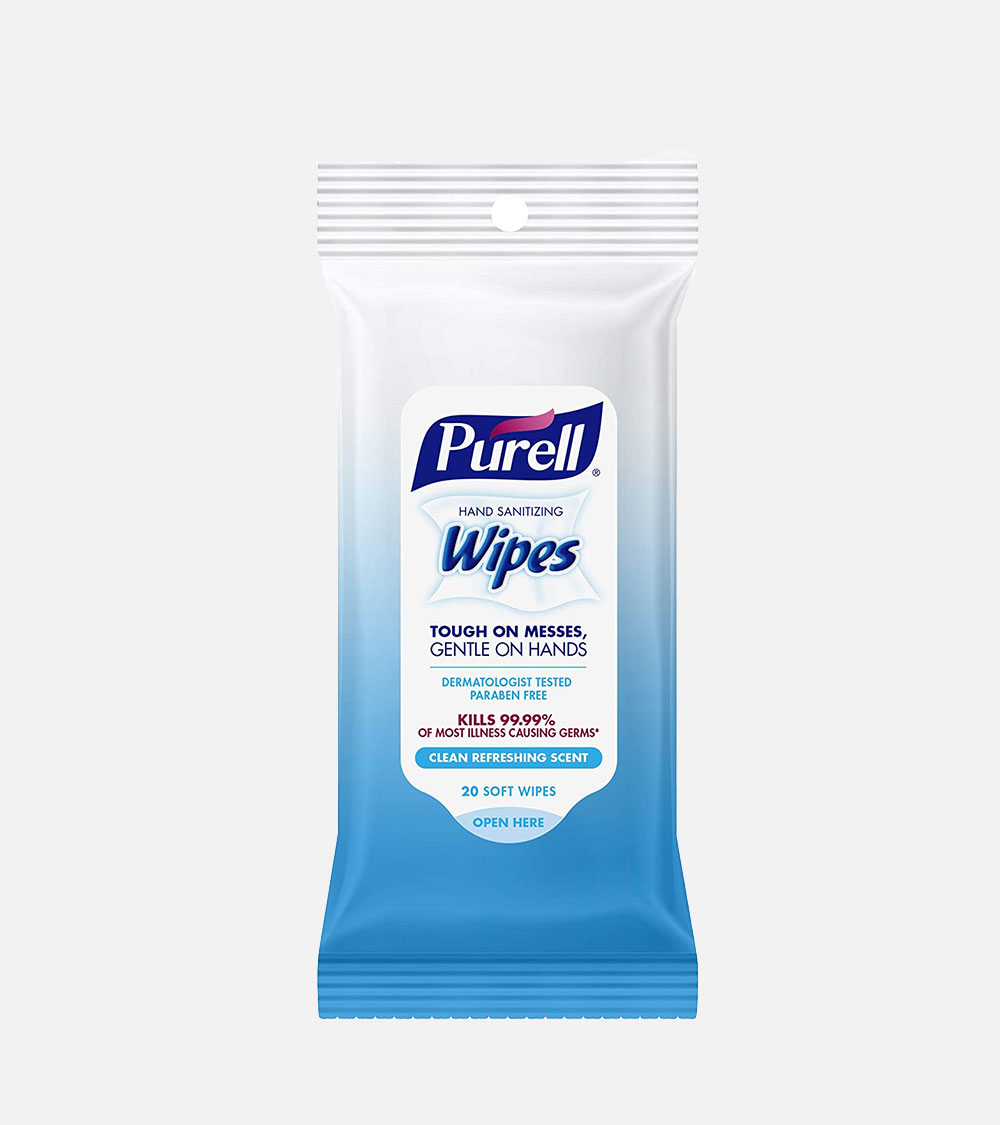 Purell®
HAND SANITIZING
Wipes
TOUGH ON MESSES,
GENTLE ON HANDS
DERMATOLOGIST TESTED
PARABEN FREE
KILLS 99.99%
OF MOST ILLNESS CAUSING GERMS*
CLEAN REFRESHING SCENT
20 SOFT WIPES
OPEN HERE